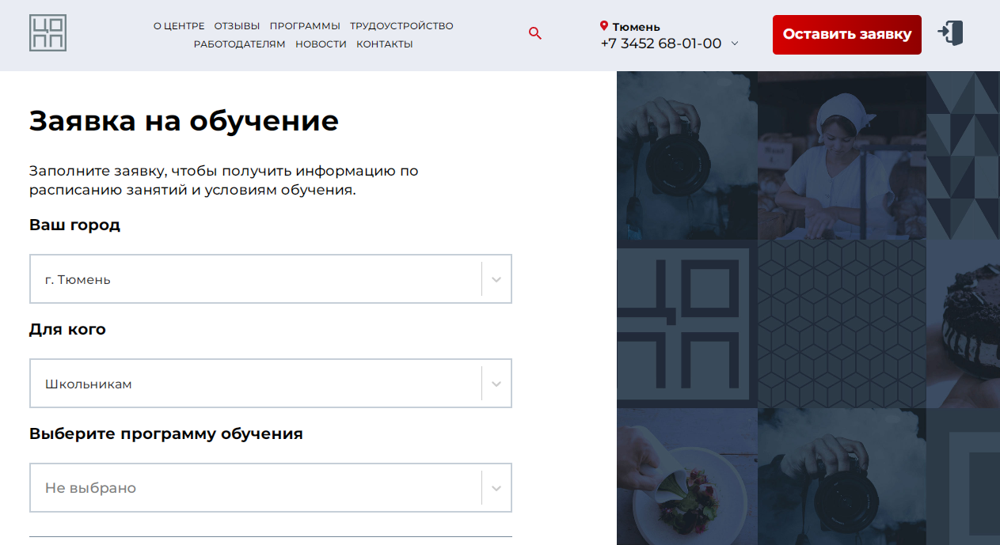 ЦО
ПП
О ЦЕНТРЕ ОТЗЫВЫ ПРОГРАММЫ ТРУДОУСТРОЙСТВО
РАБОТОДАТЕЛЯМ НОВОСТИ КОНТАКТЫ
Тюмень
+7 3452 68-01-00
Оставить заявку
Заявка на обучение
Заполните заявку, чтобы получить информацию по
расписанию занятий и условиям обучения.
Ваш город
г. Тюмень
Для кого
Школьникам
Выберите программу обучения
Не выбрано
ЦО
ПП